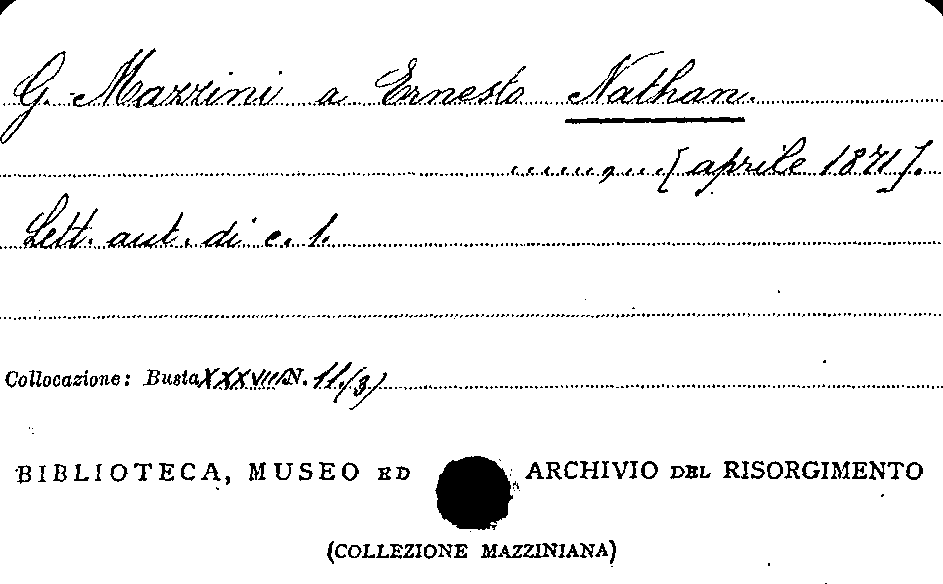 G. Mazzini a Ernesto Nathan.
........,....[aprile 1871].
Lett. aut. di c. 1.
Collocazione: Busta XXXVIII N. 11.(3)
BIBLIOTECA, MUSEO ED ARCHIVIO DEL RISORGIMENTO
(COLLEZIONE MAZZINIANA)